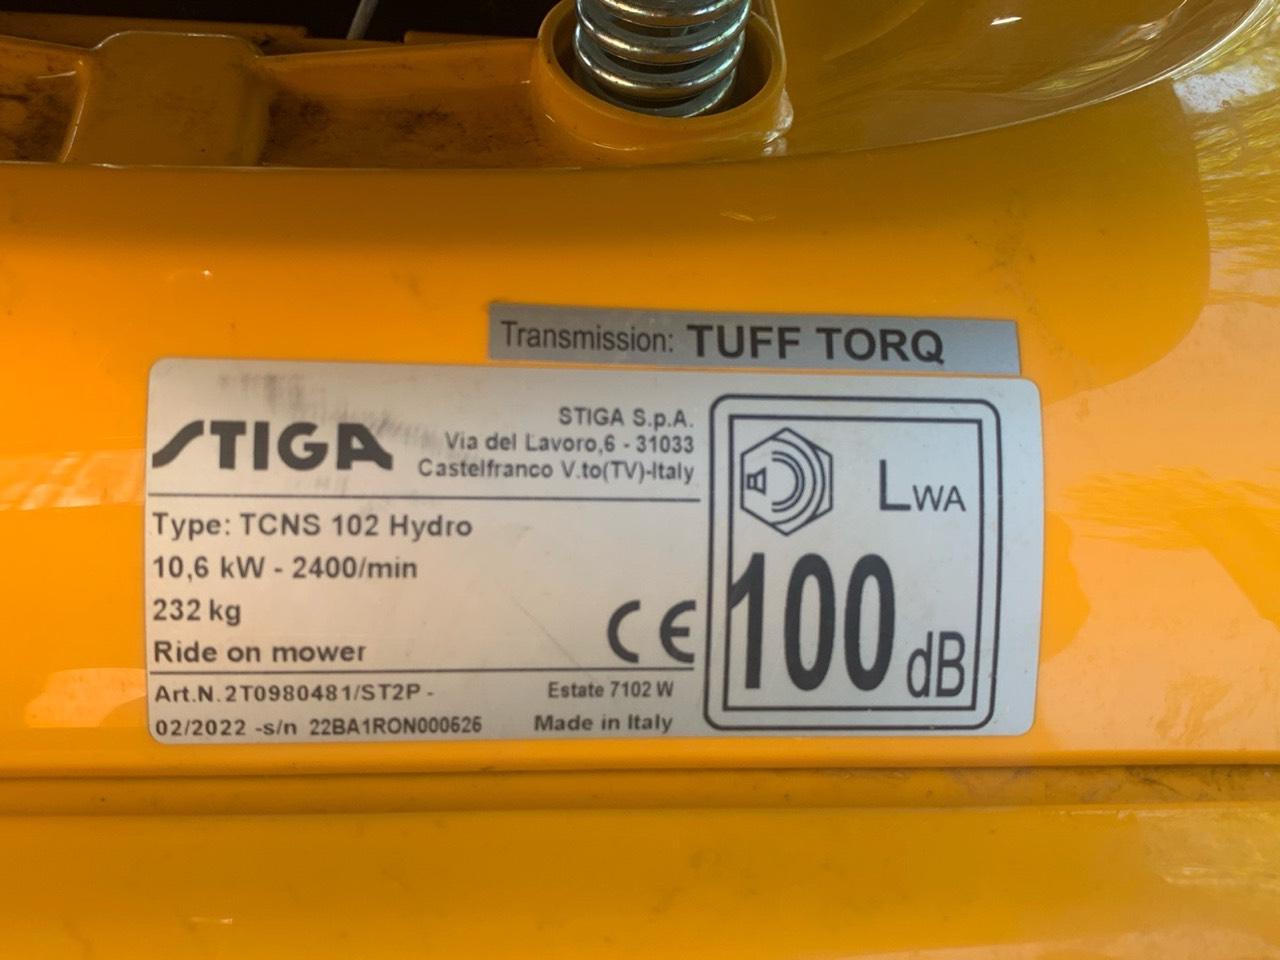 Transmission: TUFF TORQ
STIGA
STIGA S.p.A.
Via del Lavoro,6 - 31033
Castelfranco V.to(TV)-Italy
Type: TCNS 102 Hydro
10,6 kW - 2400/min
232 kg
Ride on mower
CE
Art.N.2T0980481/ST2P -
Estate 7102 W
02/2022 -s/n 22BA1RON000626
Made in Italy
LWA
100 dB